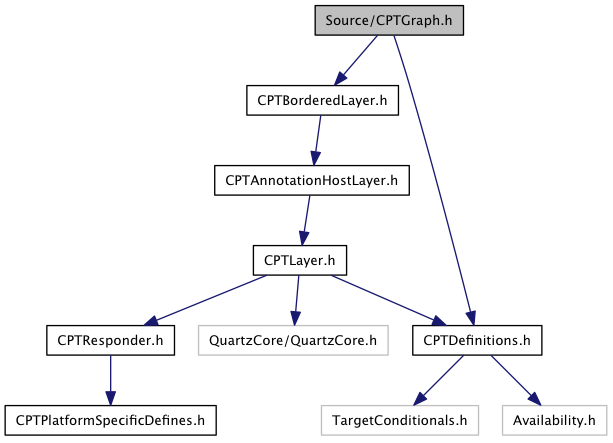 Source/CPTGraph.h
CPTBorderedLayer.h
CPTAnnotationHostLayer.h
CPTLayer.h
CPTResponder.h
QuartzCore/QuartzCore.h
CPTDefinitions.h
CPTPlatformSpecificDefines.h
TargetConditionals.h
Availability.h